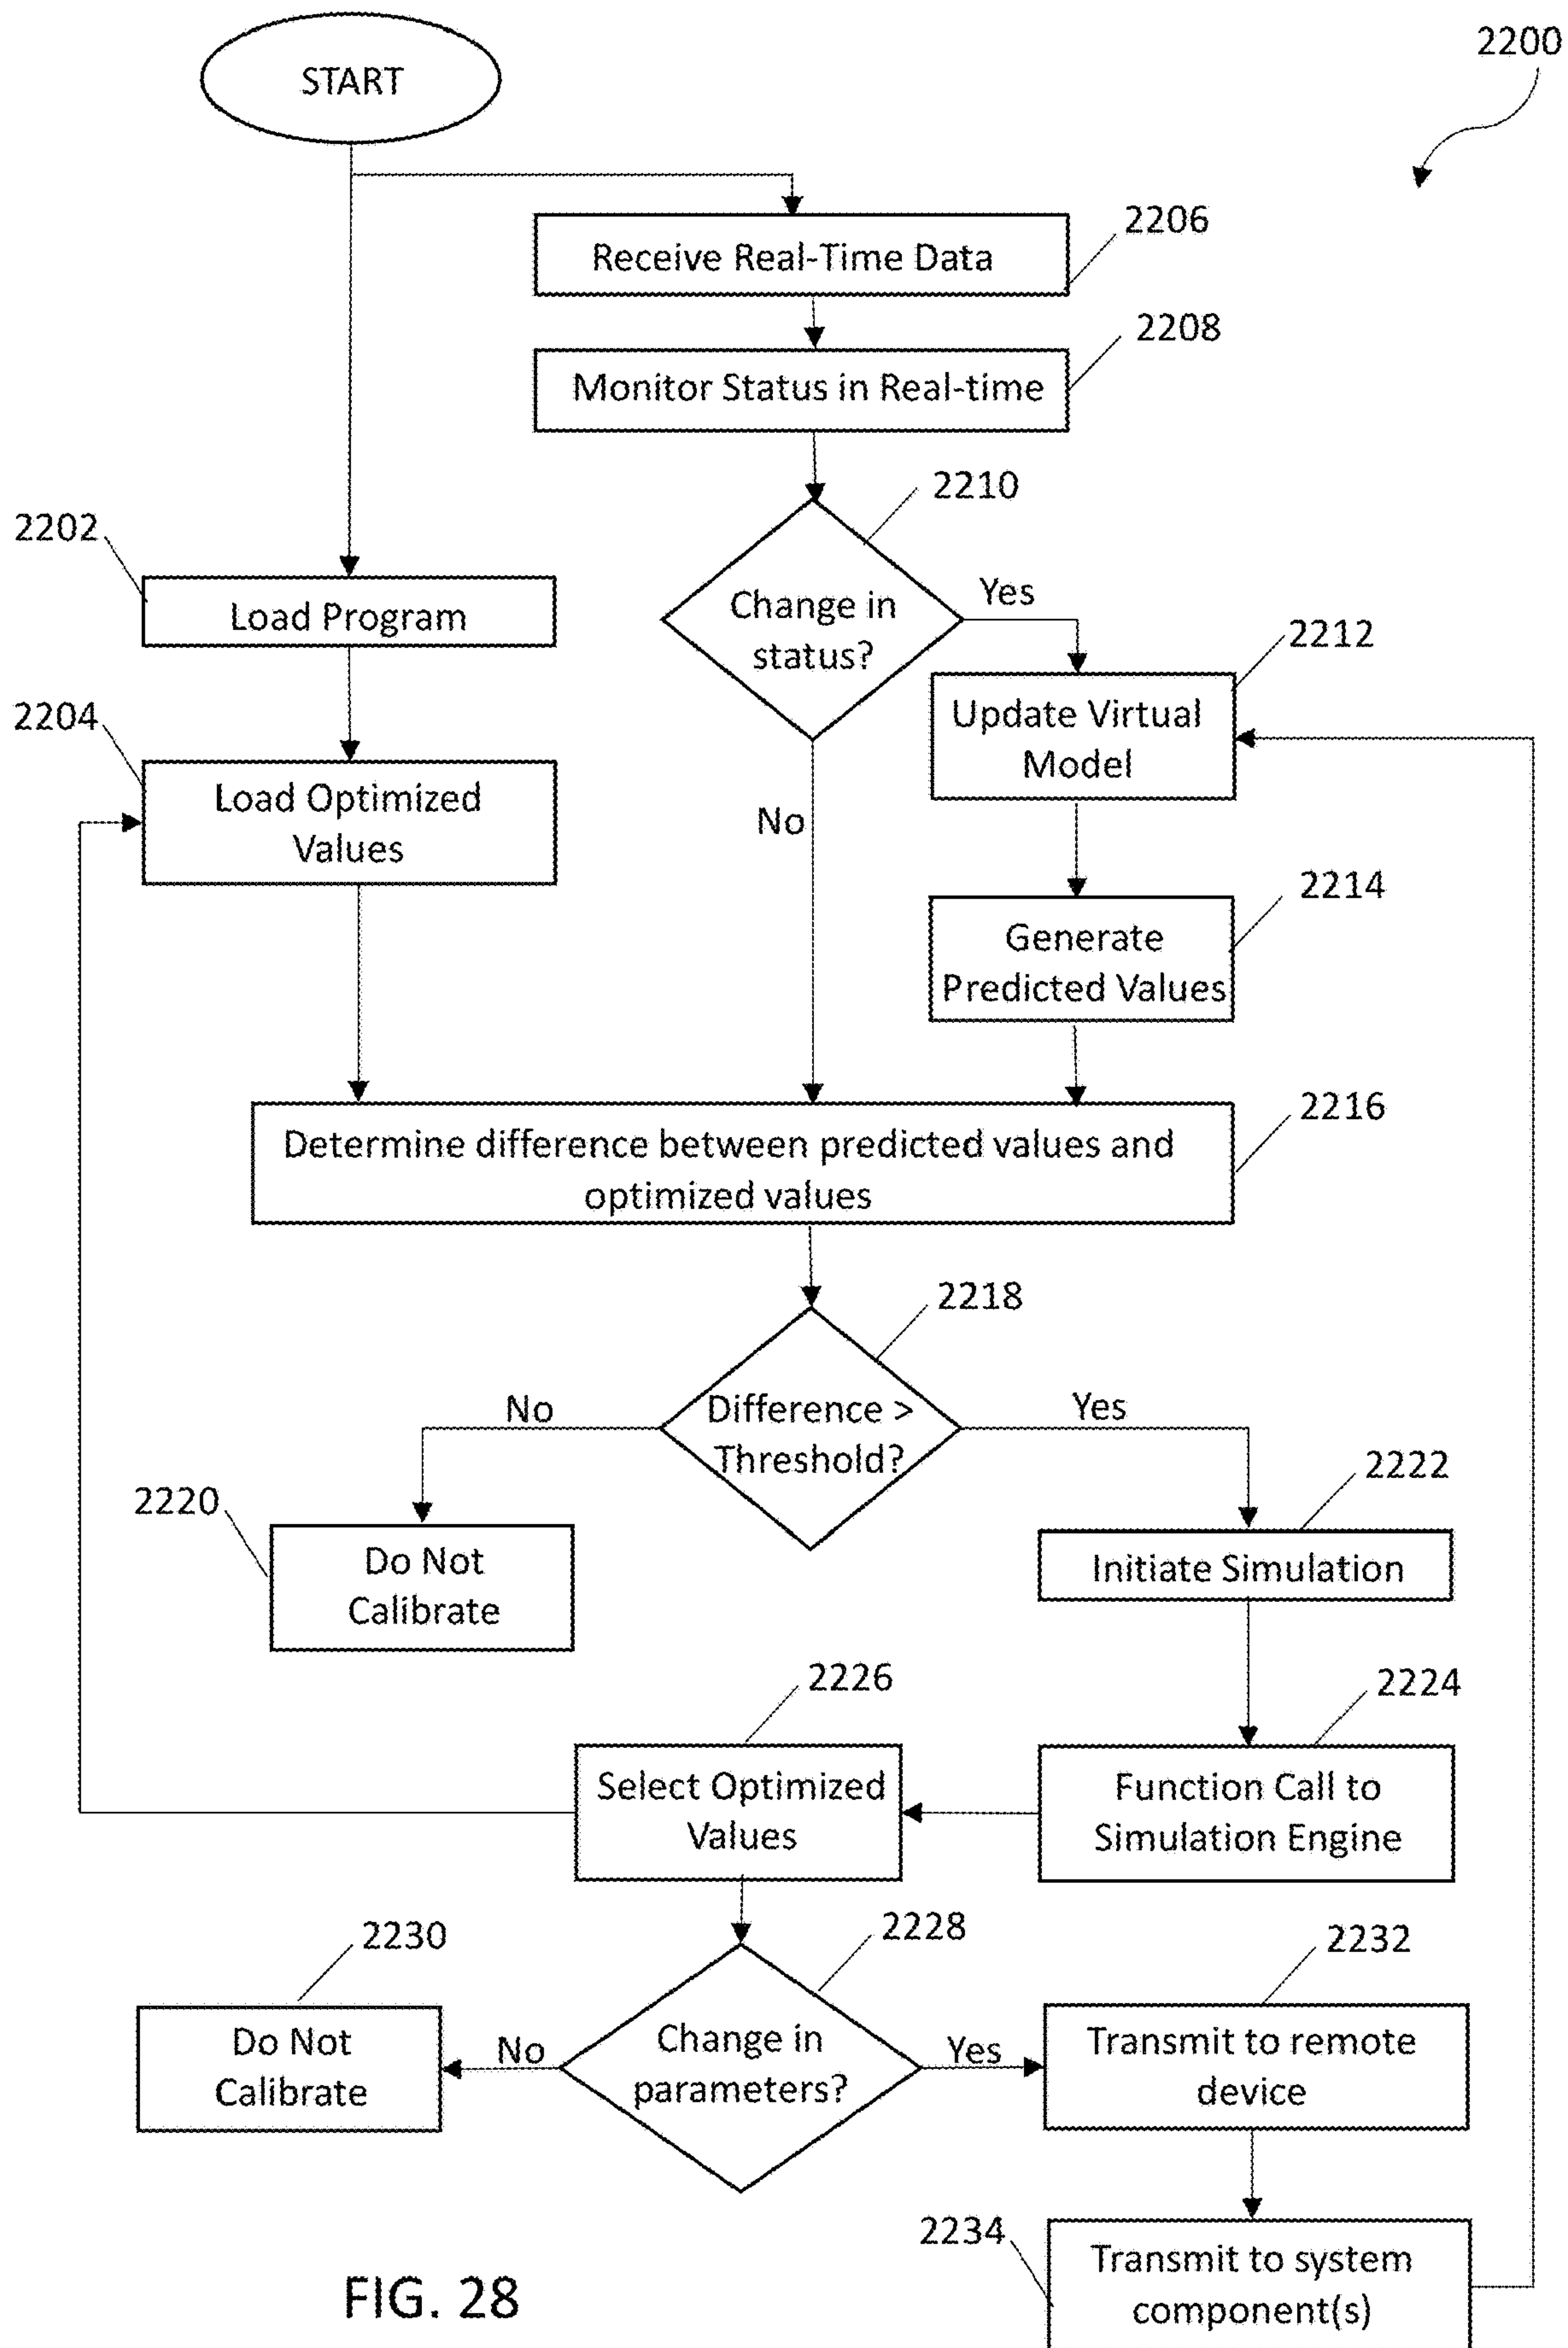 START
2200
Receive Real-Time Data
2206
Monitor Status in Real-time
2208
2210
Change in
status?
Yes
No
2202
Load Program
2204
Load Optimized
Values
2212
Update Virtual
Model
2214
Generate
Predicted Values
2216
Determine difference between predicted values and
optimized values
2218
Difference >
Threshold?
No
Yes
2220
Do Not
Calibrate
2222
Initiate Simulation
2224
Function Call to
Simulation Engine
2226
Select Optimized
Values
2228
Change in
parameters?
No
Yes
2230
Do Not
Calibrate
2232
Transmit to remote
device
2234
Transmit to system
component(s)
FIG. 28